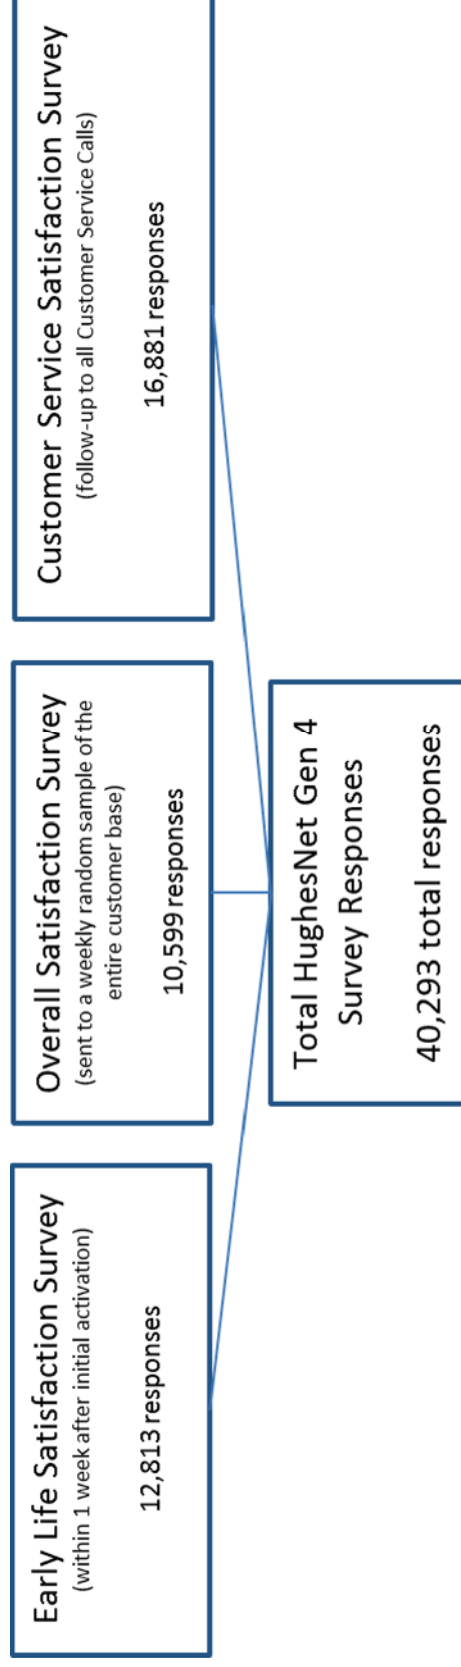 Early Life Satisfaction Survey
(within 1 week after initial activation)
12,813 responses
Overall Satisfaction Survey
(sent to a weekly random sample of the
entire customer base)
10,599 responses
Customer Service Satisfaction Survey
(follow-up to all Customer Service Calls)
16,881 responses
Total HughesNet Gen 4
Survey Responses
40,293 total responses